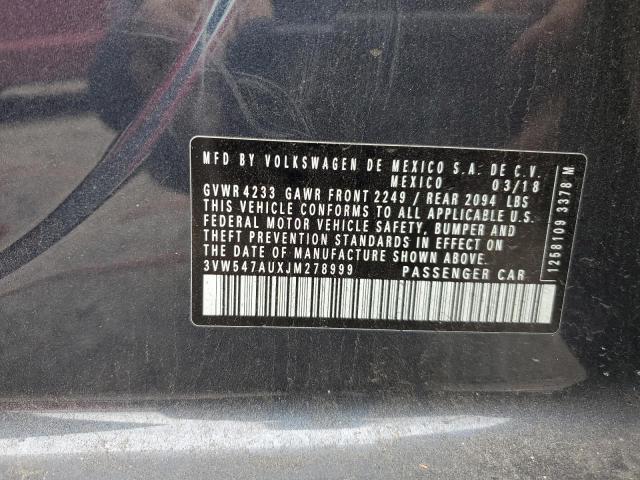 MFD BY VOLKSWAGEN DE MEXICO S.A. DE C.V.
MEXICO 03/18
GVWR 4233 GAWR FRONT 2249 / REAR 2094 LBS
THIS VEHICLE CONFORMS TO ALL APPLICABLE U.S.
FEDERAL MOTOR VEHICLE SAFETY, BUMPER AND
THEFT PREVENTION STANDARDS IN EFFECT ON
THE DATE OF MANUFACTURE SHOWN ABOVE.
3VW547AUXJM278999 PASSENGER CAR
1258109 3378 M